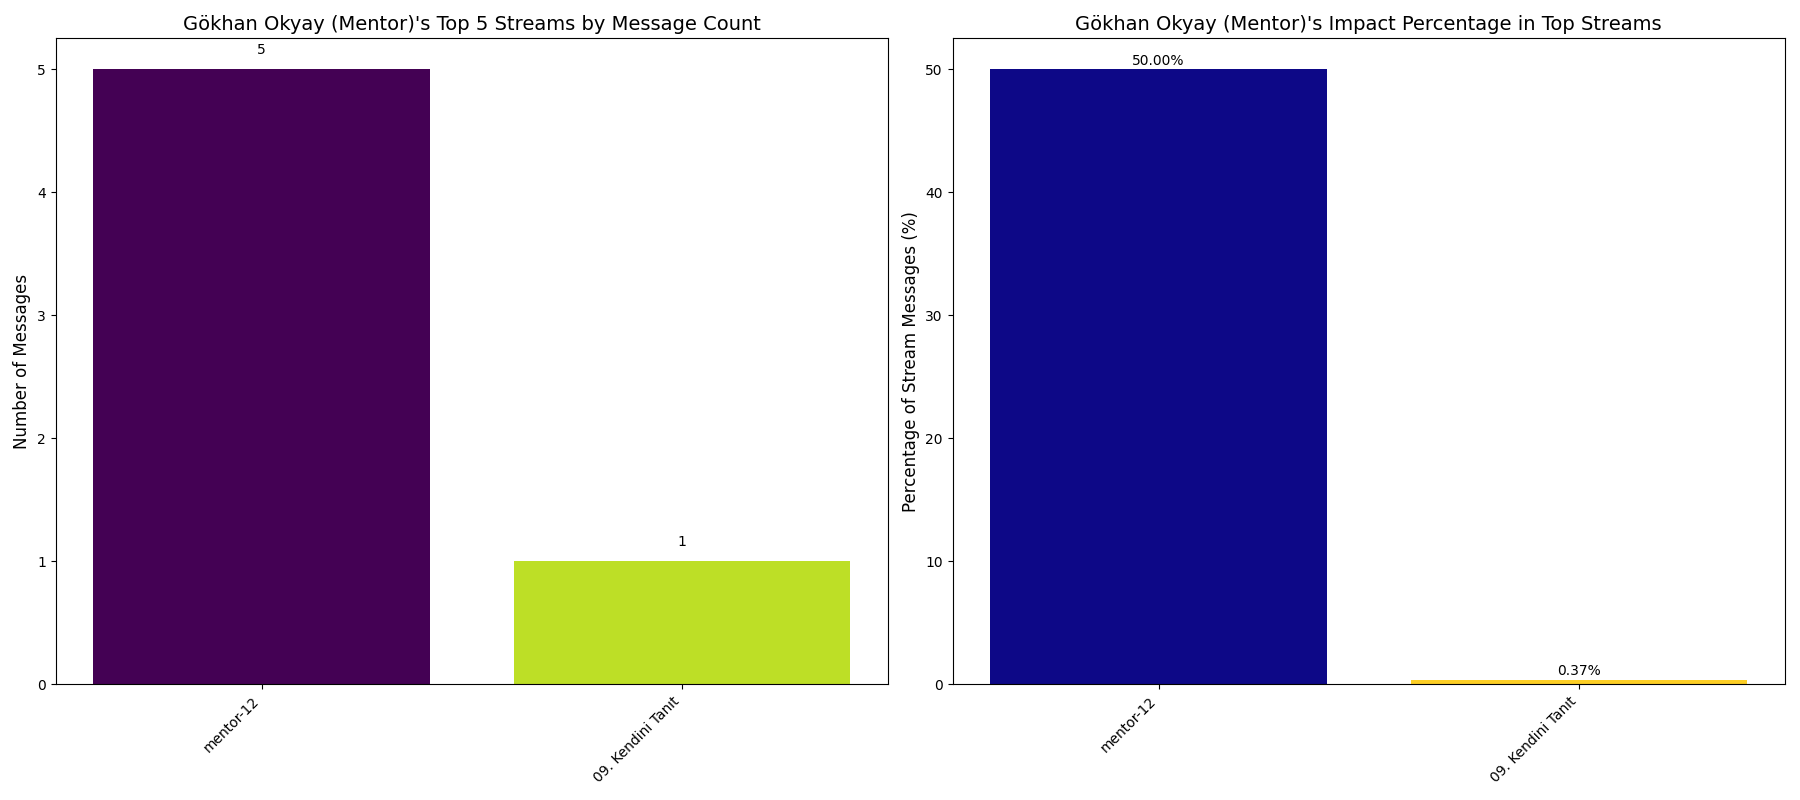 Gökhan Okyay (Mentor)'s Top 5 Streams by Message Count
Number of Messages
5
4
3
2
1
0
5
1
mentor-12
09. Kendini Tanıt
Gökhan Okyay (Mentor)'s Impact Percentage in Top Streams
Percentage of Stream Messages (%)
50
40
30
20
10
0
50.00%
0.37%
mentor-12
09. Kendini Tanıt